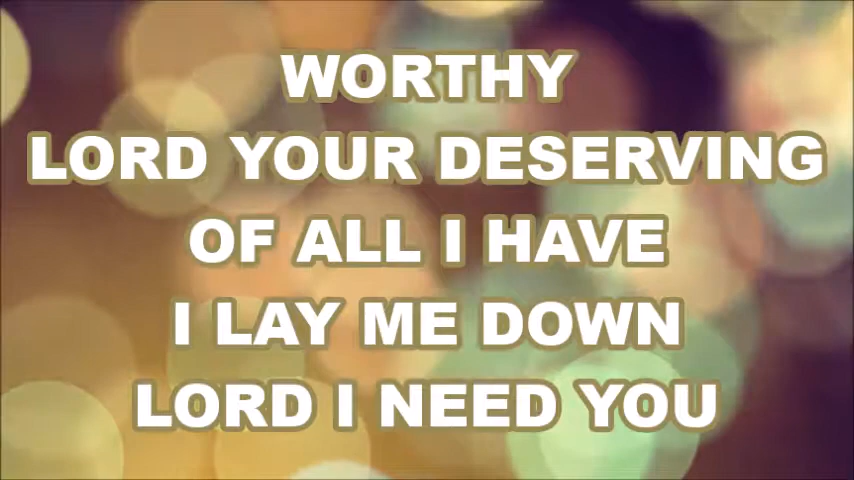 WORTHY
LORD YOUR DESERVING
OF ALL I HAVE
I LAY ME DOWN
LORD I NEED YOU